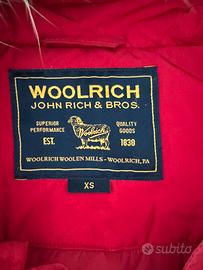 WOOLRICH
JOHN RICH & BROS.
SUPERIOR PERFORMANCE
QUALITY GOODS
Woolrich
EST. 1830
WOOLRICH WOOLEN MILLS - WOOLRICH, PA
XS
subito